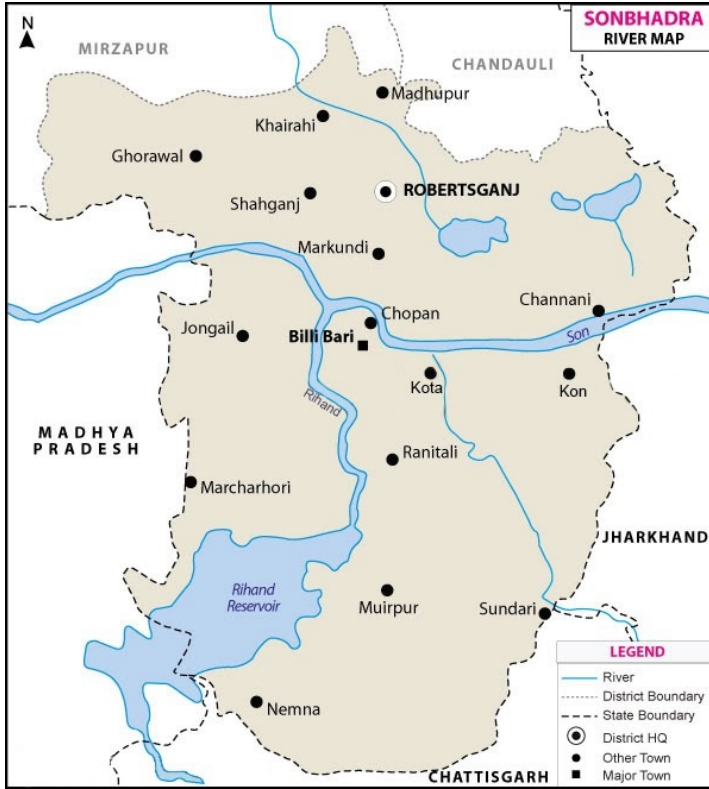 SONBHADRA
RIVER MAP
N
MIRZAPUR
CHANDAULI
Madhupur
Khairahi
Ghorawal
Shahganj
ROBERTSGANJ
Markundi
Channani
Chopan
Jongail
Billi Bari
Son
Kota
Kon
Rihand
MADHYA
PRADESH
Ranitali
Marcharhori
JHARKHAND
Rihand
Reservoir
Muirpur
Sundari
Nemna
CHATTISGARH
LEGEND
River
District Boundary
State Boundary
District HQ
Other Town
Major Town